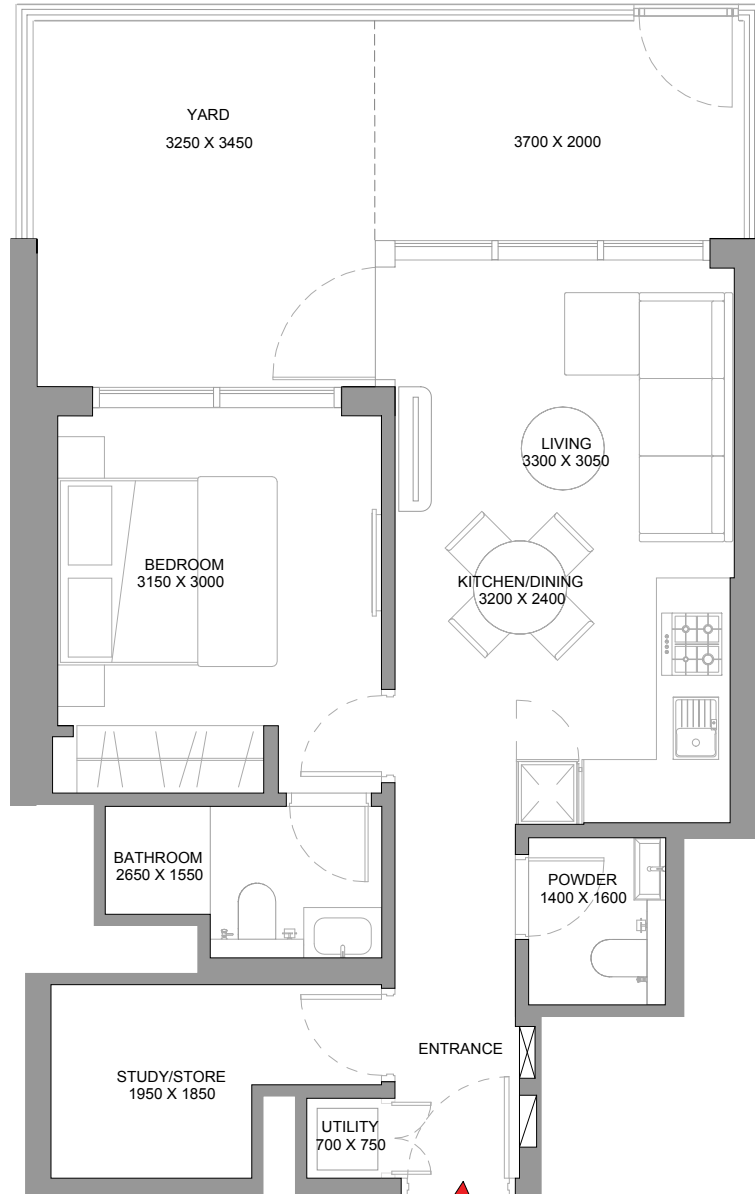 YARD
3250 X 3450
3700 X 2000
LIVING
3300 X 3050
BEDROOM
3150 X 3000
KITCHEN/DINING
3200 X 2400
BATHROOM
2650 X 1550
POWDER
1400 X 1600
ENTRANCE
STUDY/STORE
1950 X 1850
UTILITY
700 X 750